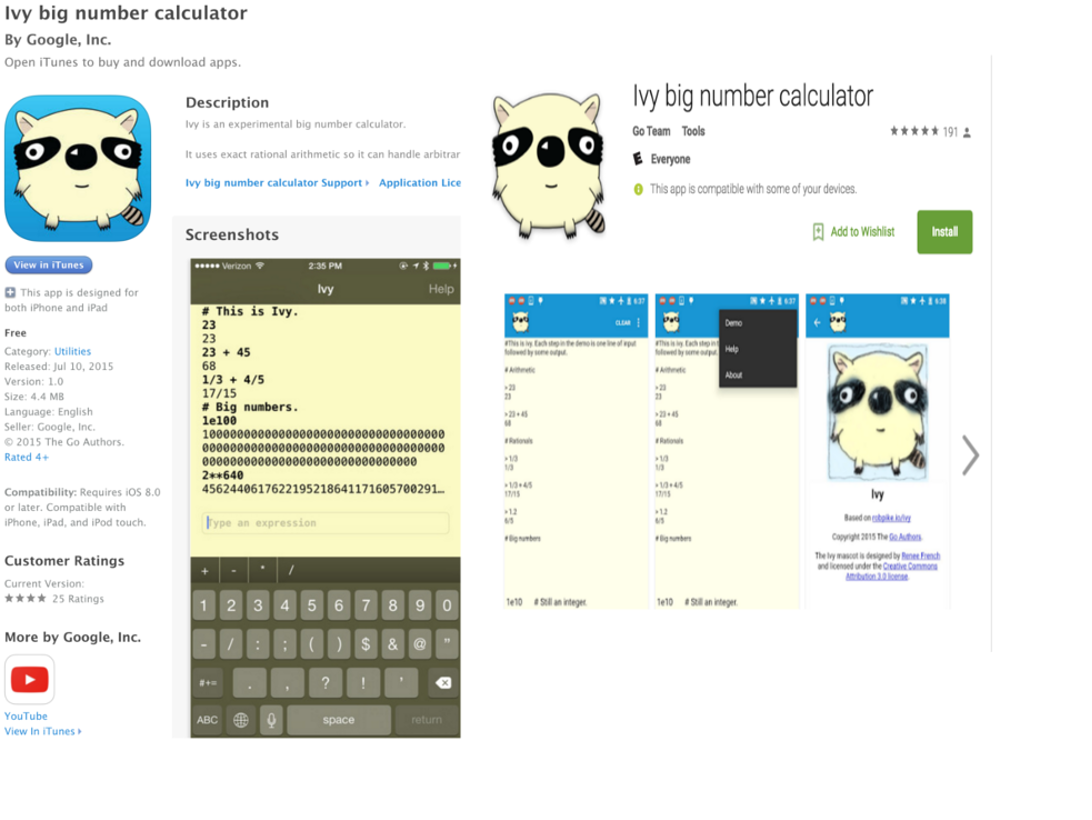 Ivy big number calculator
By Google, Inc.
Open iTunes to buy and download apps.
View in iTunes
This app is designed for
both iPhone and iPad
Free
Category: Utilities
Released: Jul 10, 2015
Version: 1.0
Size: 4.4 MB
Language: English
Seller: Google, Inc.
© 2015 The Go Authors.
Rated 4+
Compatibility: Requires iOS 8.0
or later. Compatible with
iPhone, iPad, and iPod touch.
Customer Ratings
Current Version:
★★★★ 25 Ratings
More by Google, Inc.
YouTube
View In iTunes
Description
Ivy is an experimental big number calculator.
It uses exact rational arithmetic so it can handle arbitrar
Ivy big number calculator Support Application Lice
Screenshots
Verizon 2:35 PM
Ivy Help
# This is Ivy.
23
23
23 + 45
68
1/3 + 4/5
17/15
# Big numbers.
1e100
1000000000000000000000000000000000
0000000000000000000000000000000000
000000000000000000000000000000000
2**640
4562440617622195218641171605700291…
Type an expression
+ - * /
1 2 3 4 5 6 7 8 9 0
- / : ; ( ) $ & @ "
#+= . , ? ! '
ABC space return
Ivy big number calculator
Go Team Tools
★★★★★ 191
E Everyone
This app is compatible with some of your devices.
Add to Wishlist Install
6:37
CLEAR
#This is Ivy. Each step in the demo is one line of input
followed by some output.
# Arithmetic
> 23
23
> 23 + 45
68
# Rationals
> 1/3
1/3
> 1/3 + 4/5
17/15
> 1.2
6/5
# Big numbers
1e10 # Still an integer.
6:37
Demo
Help
About
#This is Ivy. Each step in t
followed by some output.
# Arithmetic
> 23
23
> 23 + 45
68
# Rationals
> 1/3
1/3
> 1/3 + 4/5
17/15
> 1.2
6/5
# Big numbers
1e10 # Still an integer.
6:38
Ivy
Based on robpike.io/ivy
Copyright 2015 The Go Authors.
The Ivy mascot is designed by Renee French
and licensed under the Creative Commons
Attribution 3.0 license.